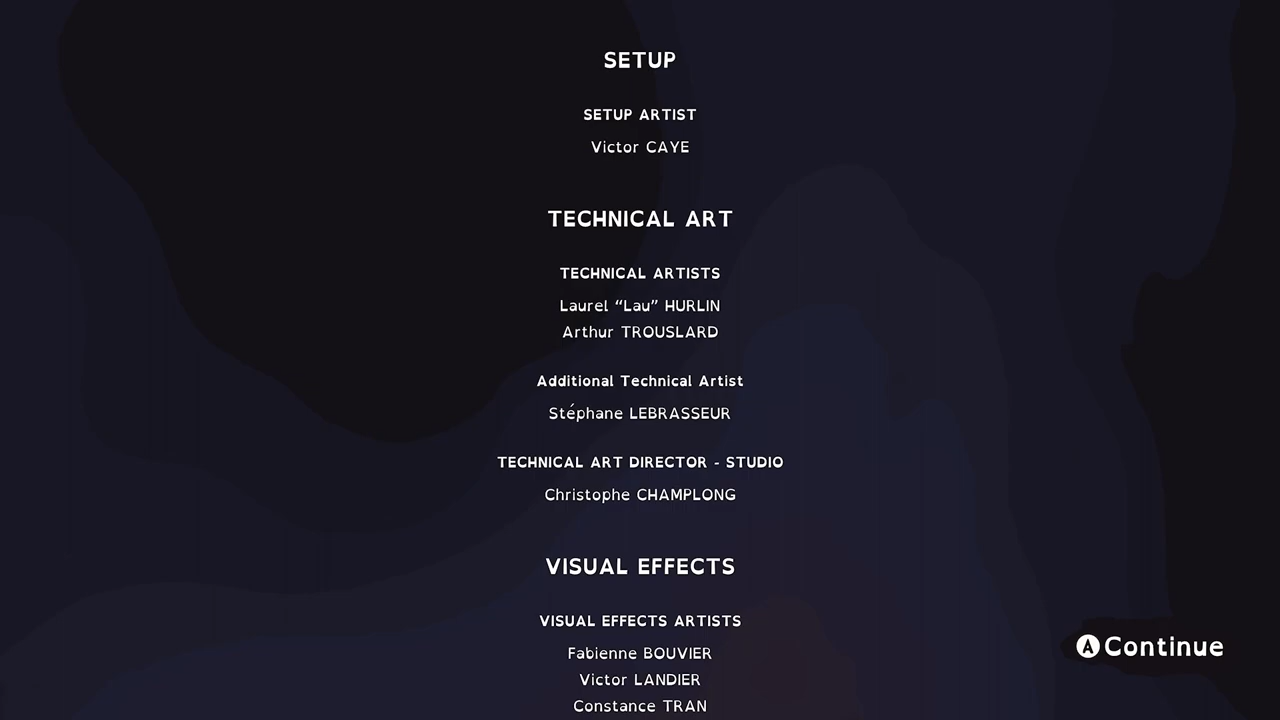 SETUP
SETUP ARTIST
Victor CAYE
TECHNICAL ART
TECHNICAL ARTISTS
Laurel “Lau” HURLIN
Arthur TROUSLARD
Additional Technical Artist
Stéphane LEBRASSEUR
TECHNICAL ART DIRECTOR - STUDIO
Christophe CHAMPLONG
VISUAL EFFECTS
VISUAL EFFECTS ARTISTS
Fabienne BOUVIER
Victor LANDIER
Constance TRAN
A Continue